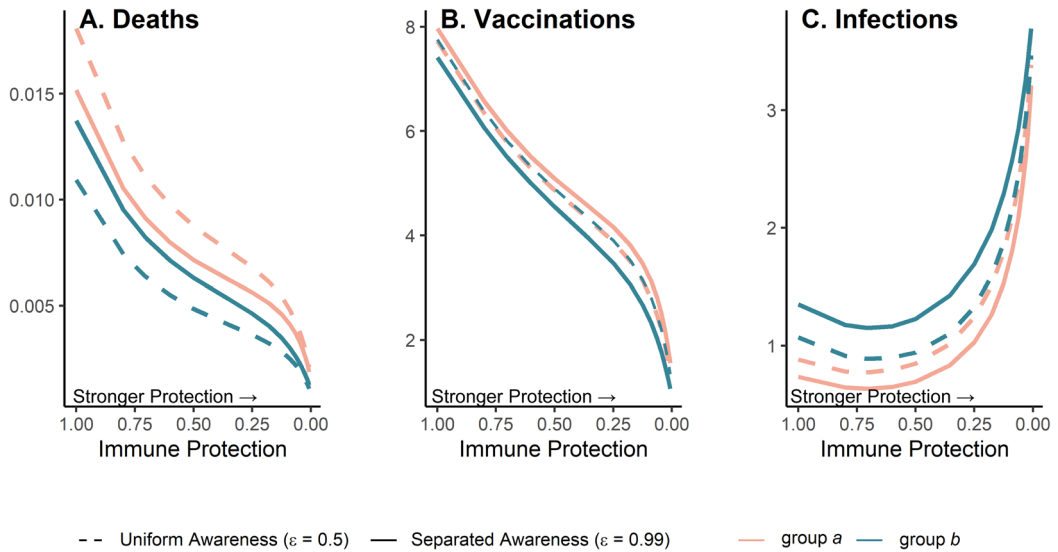 A. Deaths
0.015
0.010
0.005
Stronger Protection →
1.00 0.75 0.50 0.25 0.00
Immune Protection
B. Vaccinations
8
6
4
2
Stronger Protection →
1.00 0.75 0.50 0.25 0.00
Immune Protection
C. Infections
3
2
1
Stronger Protection →
1.00 0.75 0.50 0.25 0.00
Immune Protection
Uniform Awareness (ε = 0.5) Separated Awareness (ε = 0.99) group a group b